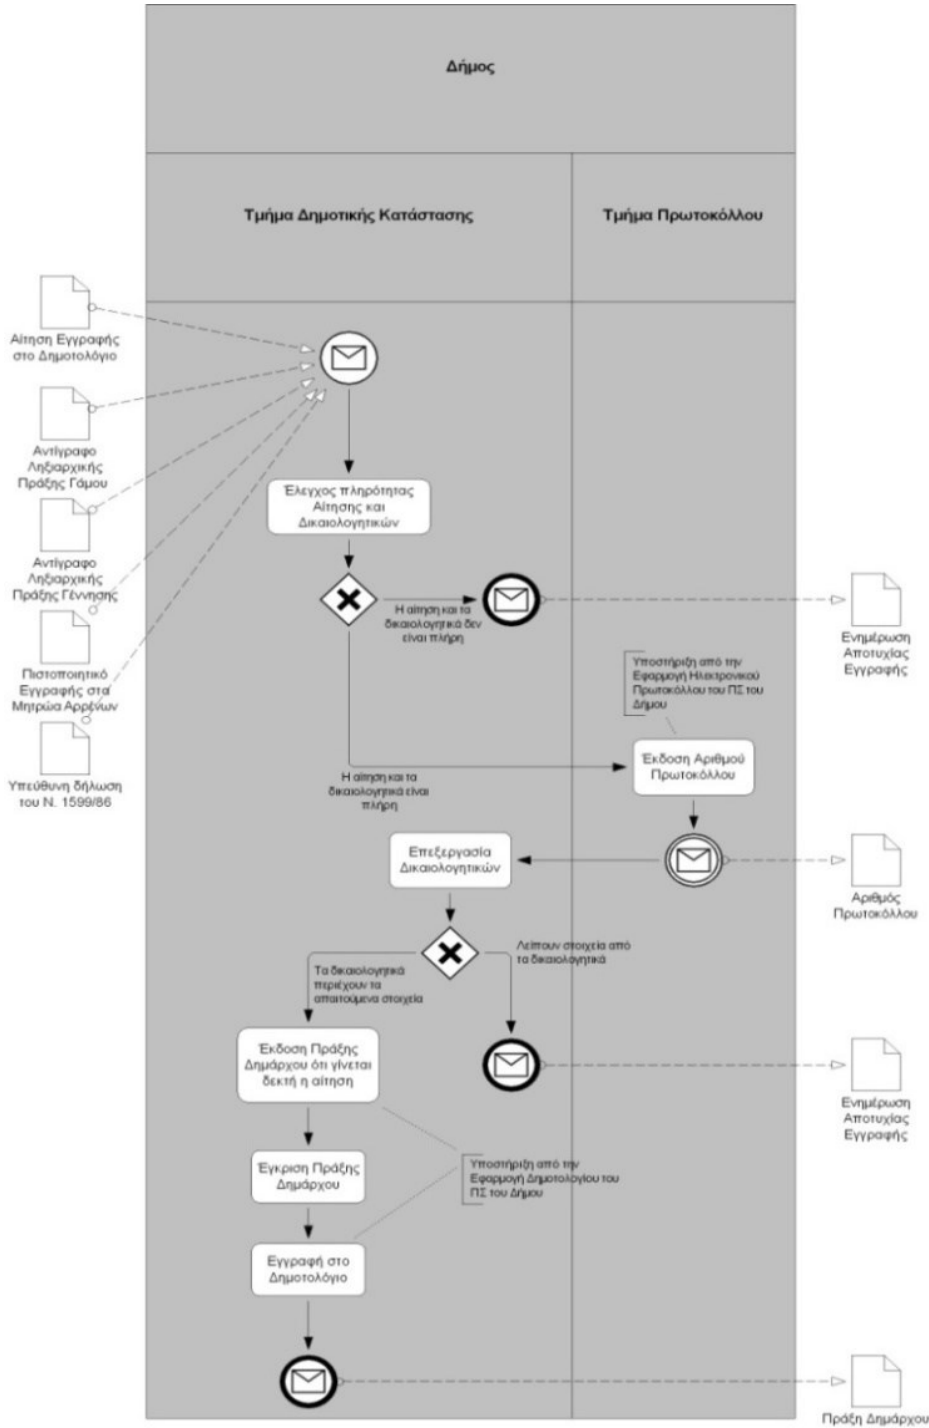 Δήμος
Τμήμα Δημοτικής Κατάστασης
Τμήμα Πρωτοκόλλου
Αίτηση Εγγραφής
στο Δημοτολόγιο
Αντίγραφο
Ληξιαρχικής
Πράξης Γάμου
Έλεγχος πληρότητας
Αίτησης και
Δικαιολογητικών
Αντίγραφο
Ληξιαρχικής
Πράξης Γέννησης
Η αίτηση και τα
δικαιολογητικά δεν
είναι πλήρη
Ενημέρωση
Αποτυχίας
Εγγραφής
Πιστοποιητικό
Εγγραφής στα
Μητρώα Αρρένων
Υποστήριξη από την
Εφαρμογή Ηλεκτρονικού
Πρωτοκόλλου του ΠΣ του
Δήμου
Υπεύθυνη δήλωση
του Ν. 1599/86
Η αίτηση και τα
δικαιολογητικά είναι
πλήρη
Έκδοση Αριθμού
Πρωτοκόλλου
Επεξεργασία
Δικαιολογητικών
Αριθμός
Πρωτοκόλλου
Τα δικαιολογητικά
περιέχουν τα
απαιτούμενα στοιχεία
Λείπουν στοιχεία από
τα δικαιολογητικά
Έκδοση Πράξης
Δημάρχου ότι γίνεται
δεκτή η αίτηση
Ενημέρωση
Αποτυχίας
Εγγραφής
Έγκριση Πράξης
Δημάρχου
Υποστήριξη από την
Εφαρμογή Δημοτολογίου του
ΠΣ του Δήμου
Εγγραφή στο
Δημοτολόγιο
Πράξη Δημάρχου